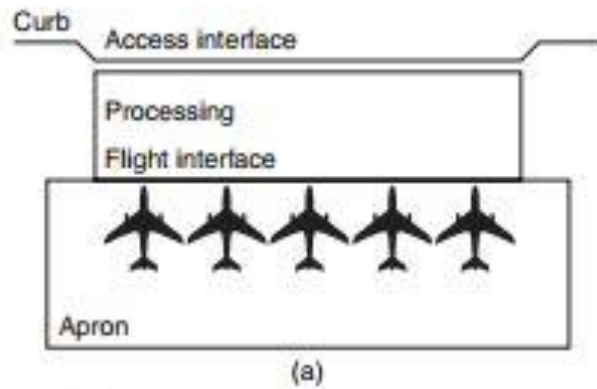 Curb
Access interface
Processing
Flight interface
Apron
(a)